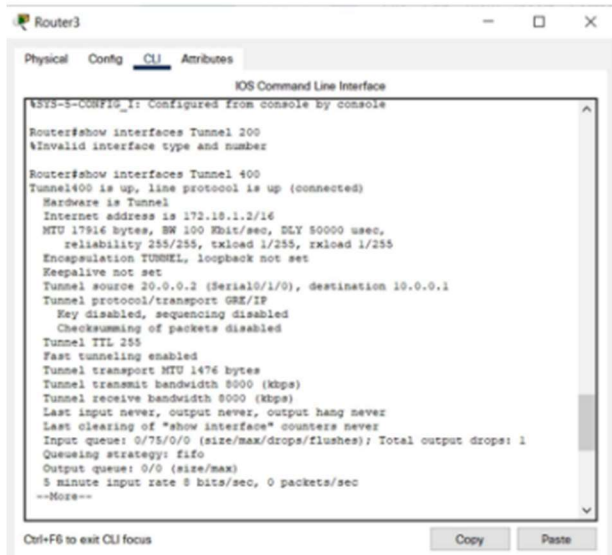 Router3
Physical Config CLI Attributes
IOS Command Line Interface
%SYS-5-CONFIG_I: Configured from console by console
Router#show interfaces Tunnel 200
%Invalid interface type and number
Router#show interfaces Tunnel 400
Tunnel400 is up, line protocol is up (connected)
Hardware is Tunnel
Internet address is 172.18.1.2/16
MTU 17916 bytes, BW 100 Kbit/sec, DLY 50000 usec,
reliability 255/255, txload 1/255, rxload 1/255
Encapsulation TUNNEL, loopback not set
Keepalive not set
Tunnel source 20.0.0.2 (Serial0/1/0), destination 10.0.0.1
Tunnel protocol/transport GRE/IP
Key disabled, sequencing disabled
Checksumming of packets disabled
Tunnel TTL 255
Fast tunneling enabled
Tunnel transport MTU 1476 bytes
Tunnel transmit bandwidth 8000 (kbps)
Tunnel receive bandwidth 8000 (kbps)
Last input never, output never, output hang never
Last clearing of "show interface" counters never
Input queue: 0/75/0/0 (size/max/drops/flushes); Total output drops: 1
Queueing strategy: fifo
Output queue: 0/0 (size/max)
5 minute input rate 8 bits/sec, 0 packets/sec
--More--
Ctrl+F6 to exit CLI focus
Copy Paste